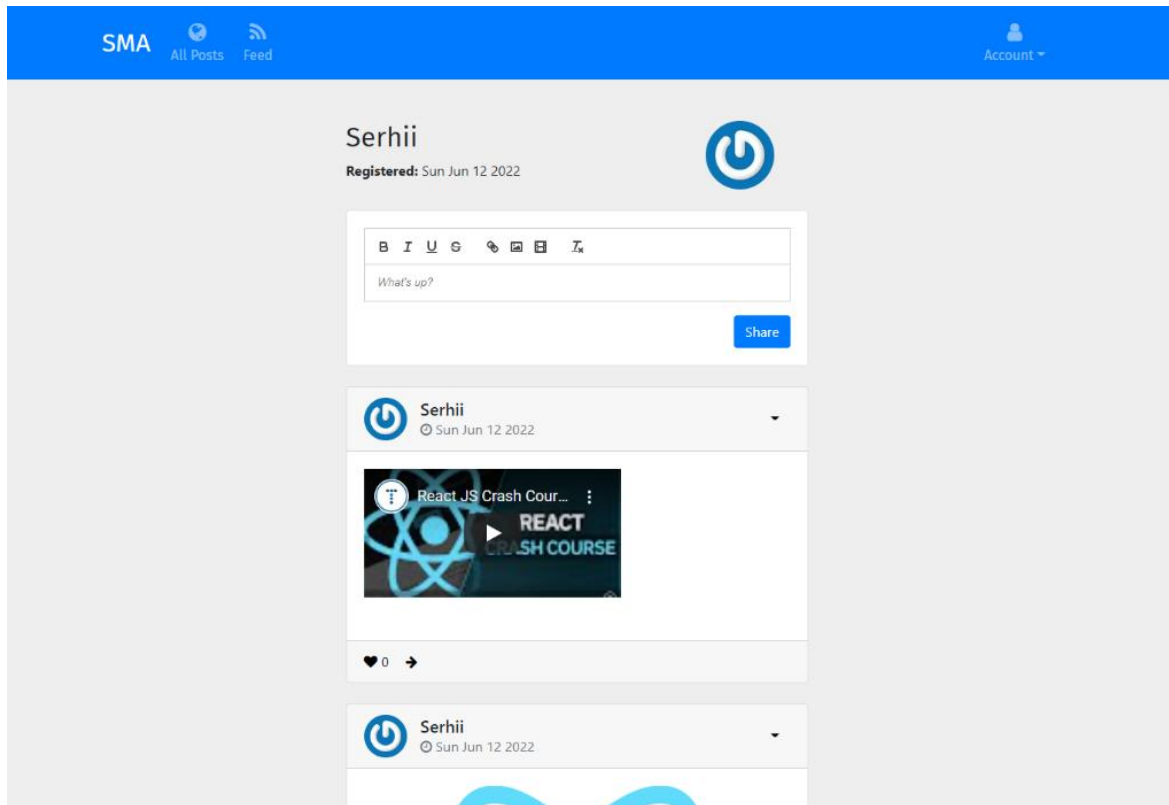 SMA
All Posts
Feed
Account
Serhii
Registered: Sun Jun 12 2022
B I U S
What's up?
Share
Serhii
Sun Jun 12 2022
React JS Crash Cour...
REACT
CRASH COURSE
0
Serhii
Sun Jun 12 2022